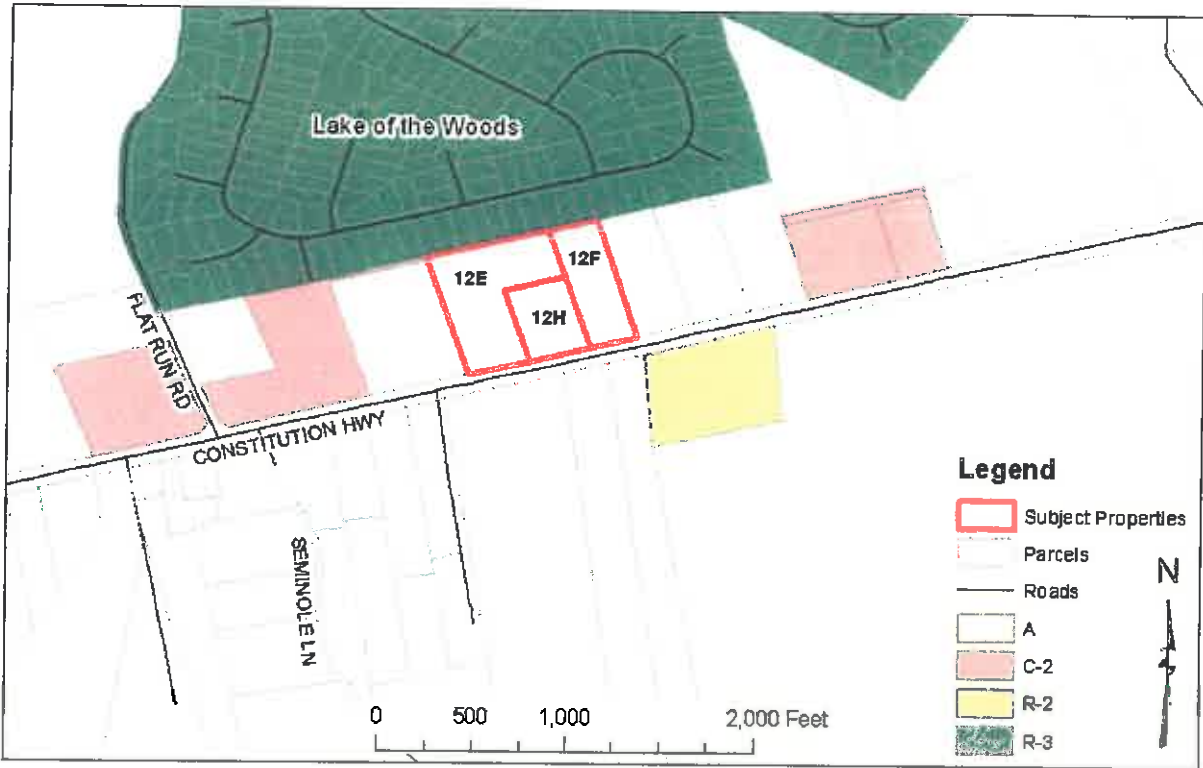 Lake of the Woods
12E
12F
12H
FLAT RUN RD
CONSTITUTION HWY
SEMINOLE LN
Legend
Subject Properties
Parcels
Roads
A
C-2
R-2
R-3
N
0 500 1,000 2,000 Feet